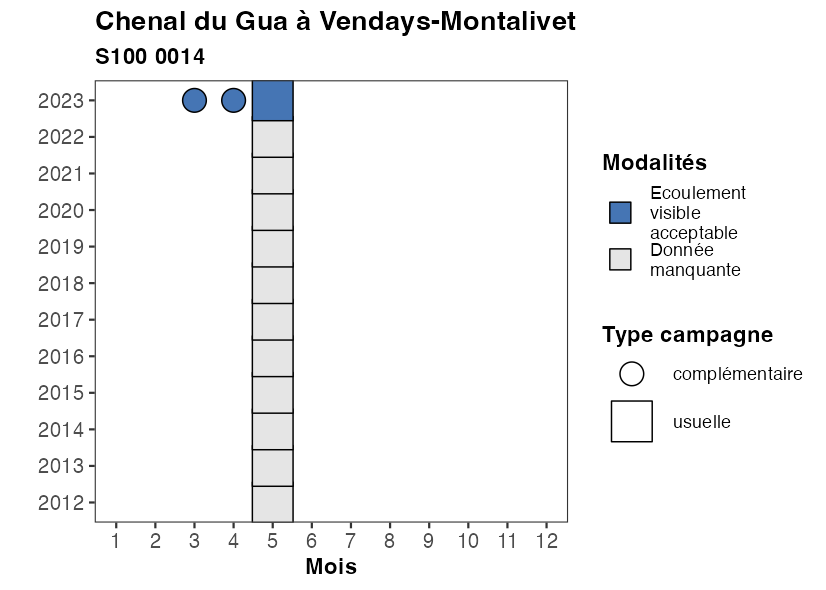 Chenal du Gua à Vendays-Montalivet
S100 0014
2023
2022
2021
2020
2019
2018
2017
2016
2015
2014
2013
2012
1 2 3 4 5 6 7 8 9 10 11 12
Mois
Modalités
Ecoulement
visible
acceptable
Donnée
manquante
Type campagne
complémentaire
usuelle